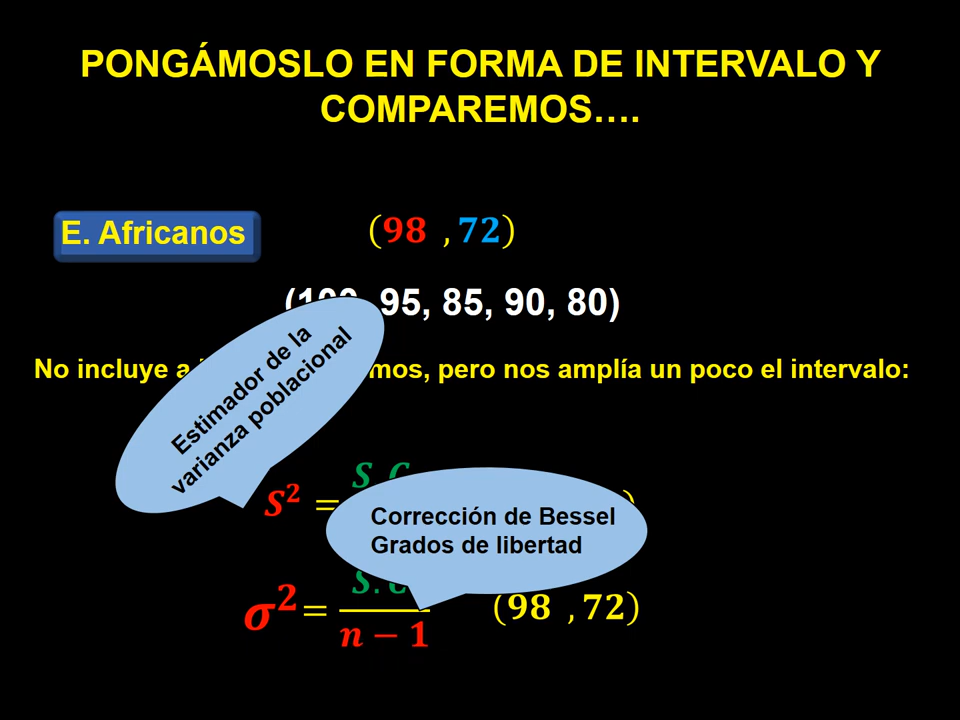 PONGÁMOSLO EN FORMA DE INTERVALO Y
COMPAREMOS….
E. Africanos
(98 , 72)
95, 85, 90, 80)
Estimador de la
varianza poblacional
No incluye a pero nos amplía un poco el intervalo:
S² =
S. C
Corrección de Bessel
Grados de libertad
σ² = S. C / n − 1
(98 , 72)